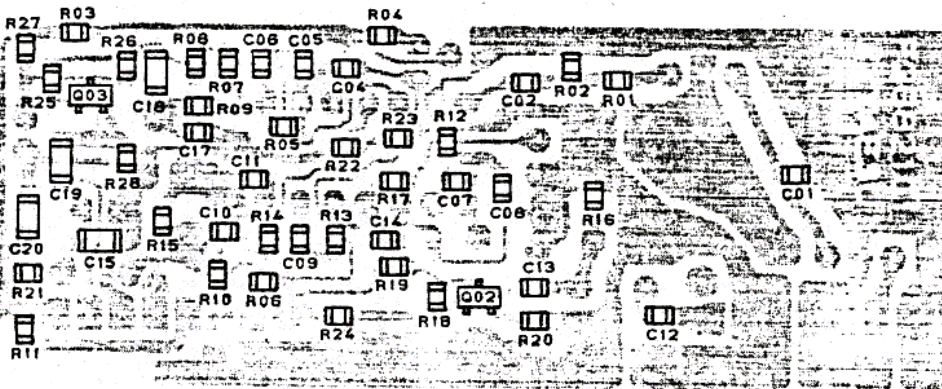 R03
R04
R27
R26
R08
C06
C05
R25
Q03
C18
R07
C04
C02
R02
R01
R09
R05
R23
R12
C17
R22
C11
C19
R28
R17
C07
C08
R16
C01
C20
C15
R15
C10
R14
C09
R13
C14
R21
R10
R06
R19
C13
R18
Q02
R11
R24
R20
C12